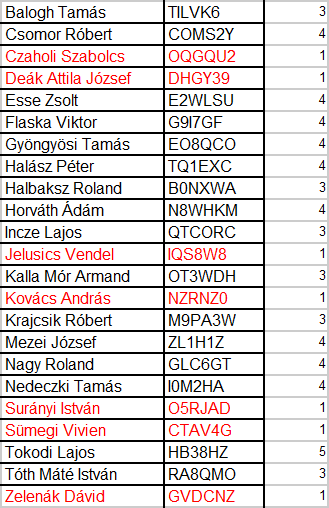 Balogh Tamás TILVK6 3
Csomor Róbert COMS2Y 4
Czaholi Szabolcs OQGQU2 1
Deák Attila József DHGY39 1
Esse Zsolt E2WLSU 4
Flaska Viktor G9I7GF 4
Gyöngyösi Tamás EO8QCO 4
Halász Péter TQ1EXC 4
Halbaksz Roland B0NXWA 3
Horváth Ádám N8WHKM 4
Incze Lajos QTCORC 3
Jelusics Vendel IQS8W8 1
Kalla Mór Armand OT3WDH 3
Kovács András NZRNZ0 1
Krajcsik Róbert M9PA3W 3
Mezei József ZL1H1Z 4
Nagy Roland GLC6GT 4
Nedeczki Tamás I0M2HA 4
Surányi István O5RJAD 1
Sümegi Vivien CTAV4G 1
Tokodi Lajos HB38HZ 5
Tóth Máté István RA8QMO 3
Zelenák Dávid GVDCNZ 1